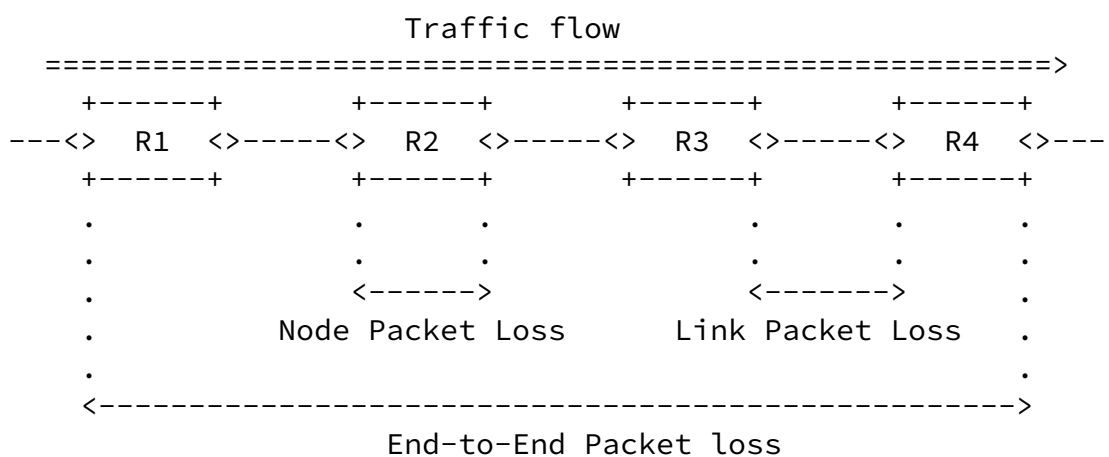 Traffic flow
========================================================>
+------+ +------+ +------+ +------+
---<> R1 <>-----<> R2 <>-----<> R3 <>-----<> R4 <>---
+------+ +------+ +------+ +------+
. . . . . .
. . . . . .
. <------> <-------> .
. Node Packet Loss Link Packet Loss .
. .
<--------------------------------------------------->
End-to-End Packet loss